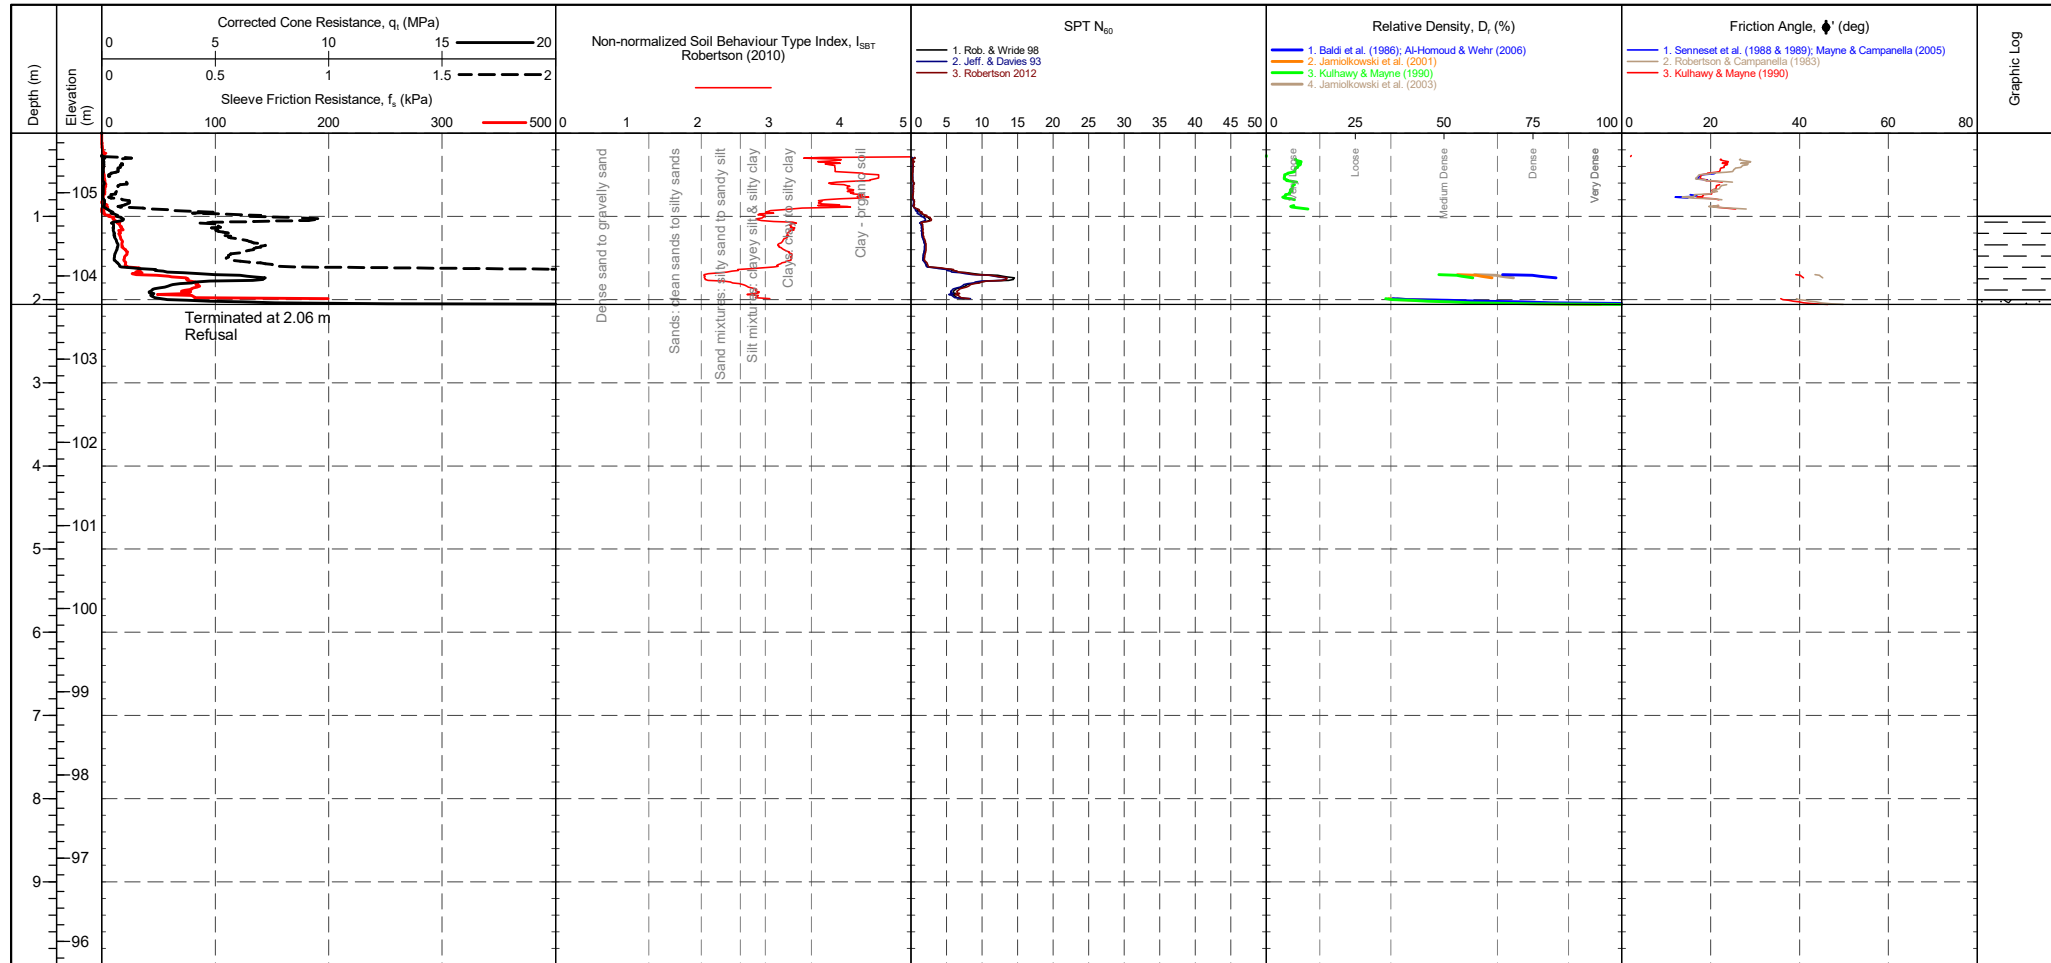 Depth (m)
Elevation
(m)
Corrected Cone Resistance, qt (MPa)
0 5 10 15 20
0 0.5 1 1.5 2
Sleeve Friction Resistance, fs (kPa)
0 100 200 300 500
Non-normalized Soil Behaviour Type Index, ISBT
Robertson (2010)
0 1 2 3 4 5
SPT N60
1. Rob. & Wride 98
2. Jeff. & Davies 93
3. Robertson 2012
0 5 10 15 20 25 30 35 40 45 50
Relative Density, Dr (%)
1. Baldi et al. (1986); Al-Homoud & Wehr (2006)
2. Jamiolkowski et al. (2001)
3. Kulhawy & Mayne (1990)
4. Jamiolkowski et al. (2003)
0 25 50 75 100
Friction Angle, ϕ' (deg)
1. Senneset et al. (1988 & 1989); Mayne & Campanella (2005)
2. Robertson & Campanella (1983)
3. Kulhawy & Mayne (1990)
0 20 40 60 80
Graphic Log
Dense sand to gravelly sand
Sands: clean sands to silty sands
Sand mixtures: silty sand to sandy silt
Silt mixtures: clayey silt & silty clay
Clays: clay to silty clay
Clay - organic soil
Very Loose
Loose
Medium Dense
Dense
Very Dense
105
1
104
2
Terminated at 2.06 m
Refusal
103
3
102
4
101
5
100
6
99
7
98
8
97
9
96